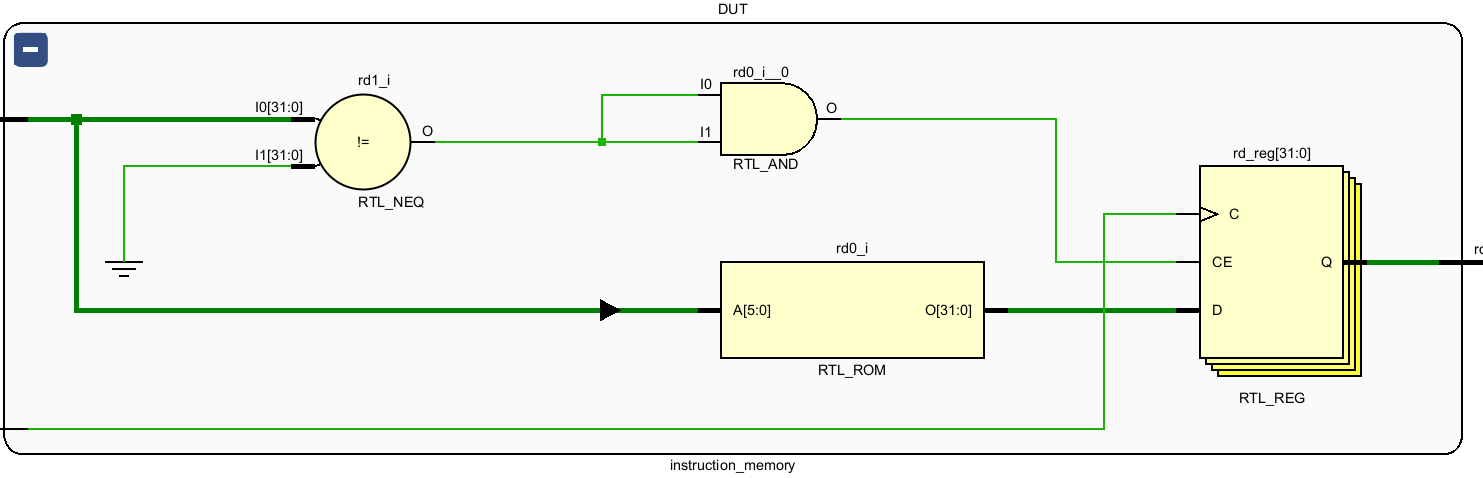 DUT
rd1_i
I0[31:0]
I1[31:0]
!=
O
RTL_NEQ
rd0_i__0
I0
I1
O
RTL_AND
rd0_i
A[5:0]
O[31:0]
RTL_ROM
rd_reg[31:0]
C
CE
D
Q
RTL_REG
instruction_memory